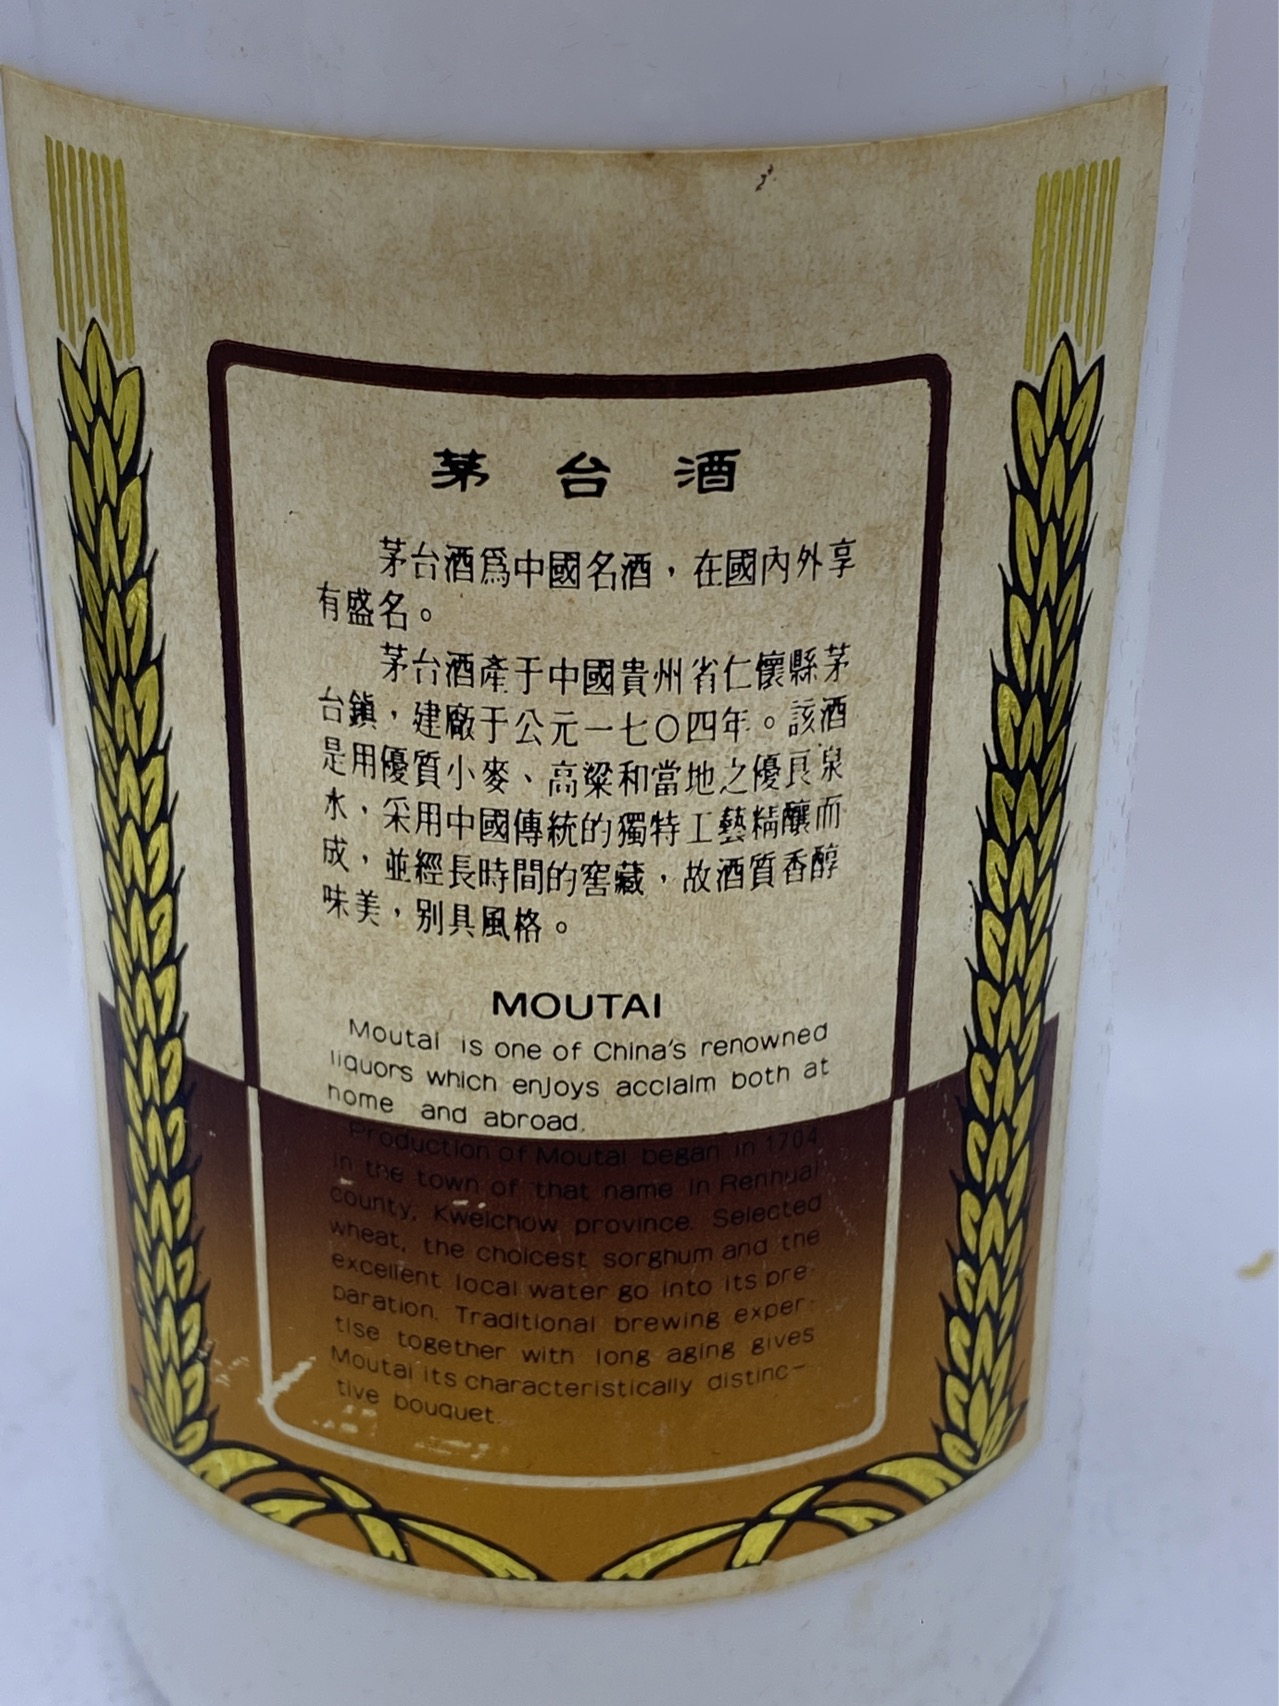 茅台酒
茅台酒爲中國名酒，在國內外享
有盛名。
茅台酒產于中國貴州省仁懷縣茅
台鎮，建廠于公元一七〇四年。該酒
是用優質小麥、高粱和當地之優良泉
水，采用中國傳統的獨特工藝精釀而
成，並經長時間的窖藏，故酒質香醇
味美，别具風格。
MOUTAI
Moutai is one of China's renowned
liquors which enjoys acclaim both at
home and abroad.
Production of Moutai began in 1704
in the town of that name in Renhuai
county, Kweichow province. Selected
wheat, the choicest sorghum and the
excellent local water go into its pre-
paration. Traditional brewing exper-
tise together with long aging gives
Moutai its characteristically distinc-
tive bouquet.